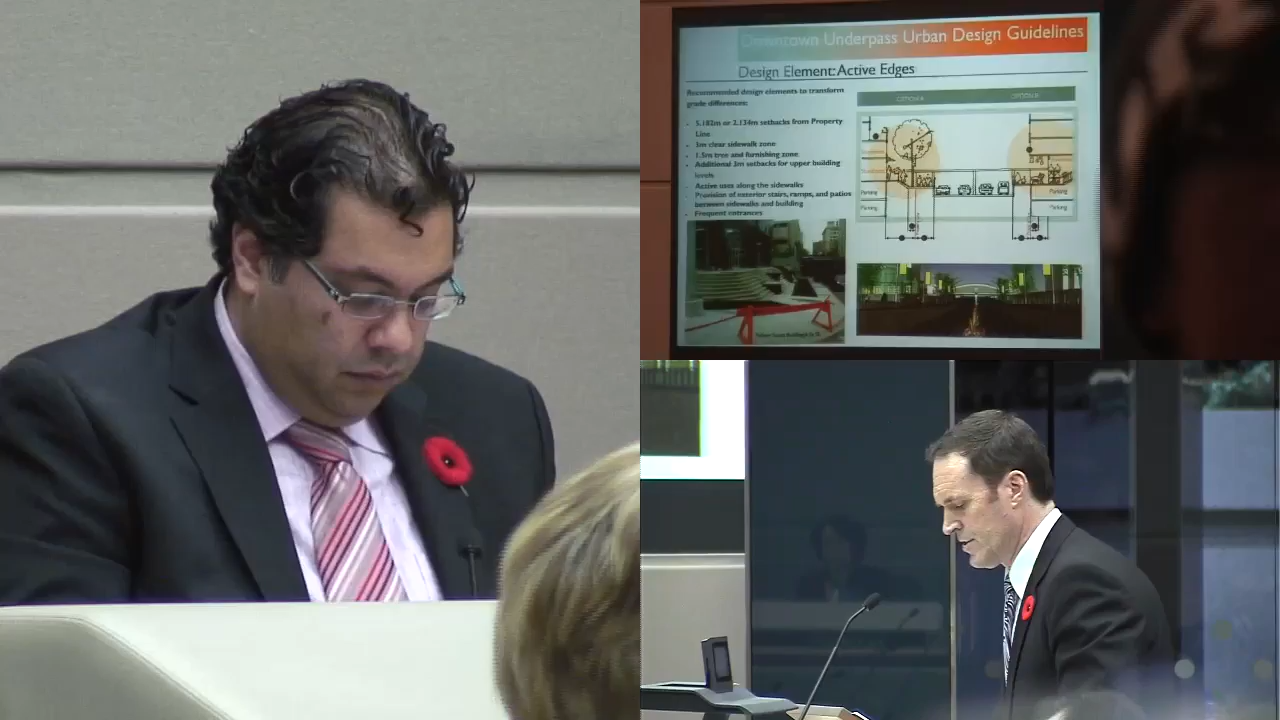 Downtown Underpass Urban Design Guidelines
Design Element: Active Edges
Recommended design elements to transform
grade differences:
5.182m or 2.134m setbacks from Property
Line
3m clear sidewalk zone
1.5m tree and furnishing zone
Additional 3m setbacks for upper building
levels
Active uses along the sidewalks
Provision of exterior stairs, ramps, and patios
between sidewalks and building
Frequent entrances
Parking
Parking
Parking
Parking